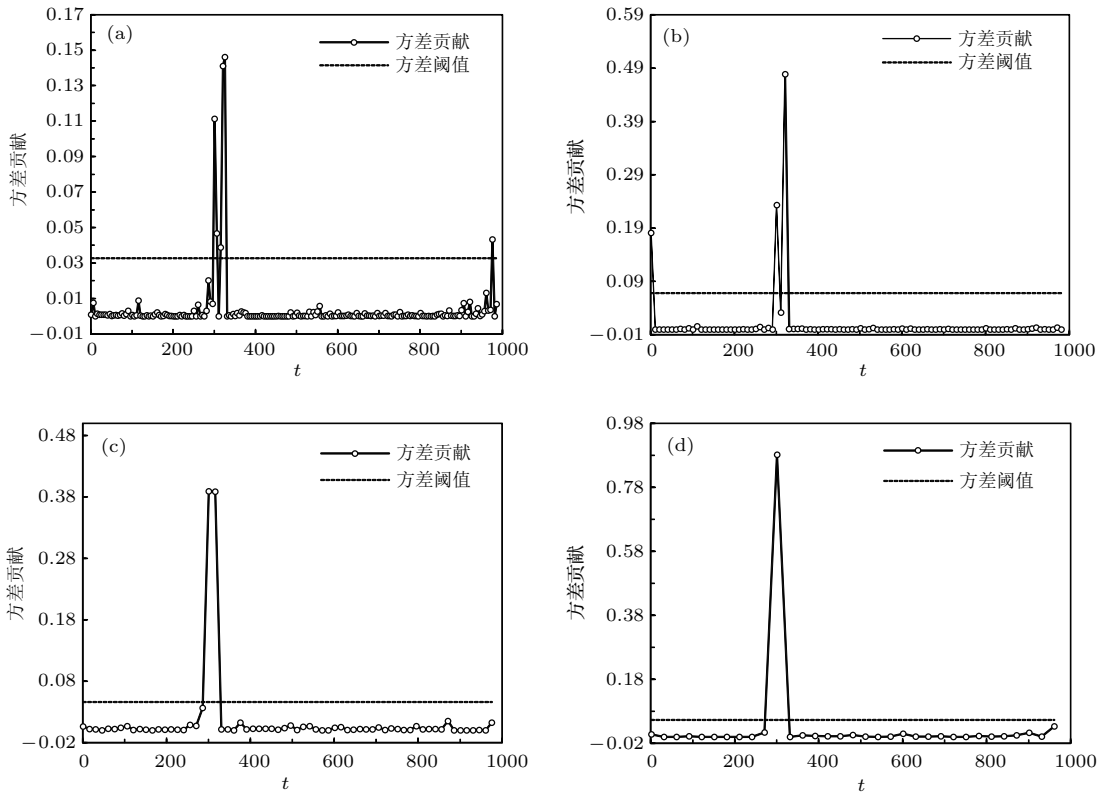 (a)
方差贡献
方差阈值
0.17
0.15
0.13
0.11
0.09
0.07
0.05
0.03
0.01
−0.01
方差贡献
0 200 400 600 800 1000
t
(b)
方差贡献
方差阈值
0.59
0.49
0.39
0.29
0.19
0.09
−0.01
方差贡献
0 200 400 600 800 1000
t
(c)
方差贡献
方差阈值
0.48
0.38
0.28
0.18
0.08
−0.02
方差贡献
0 200 400 600 800 1000
t
(d)
方差贡献
方差阈值
0.98
0.78
0.58
0.38
0.18
−0.02
方差贡献
0 200 400 600 800 1000
t